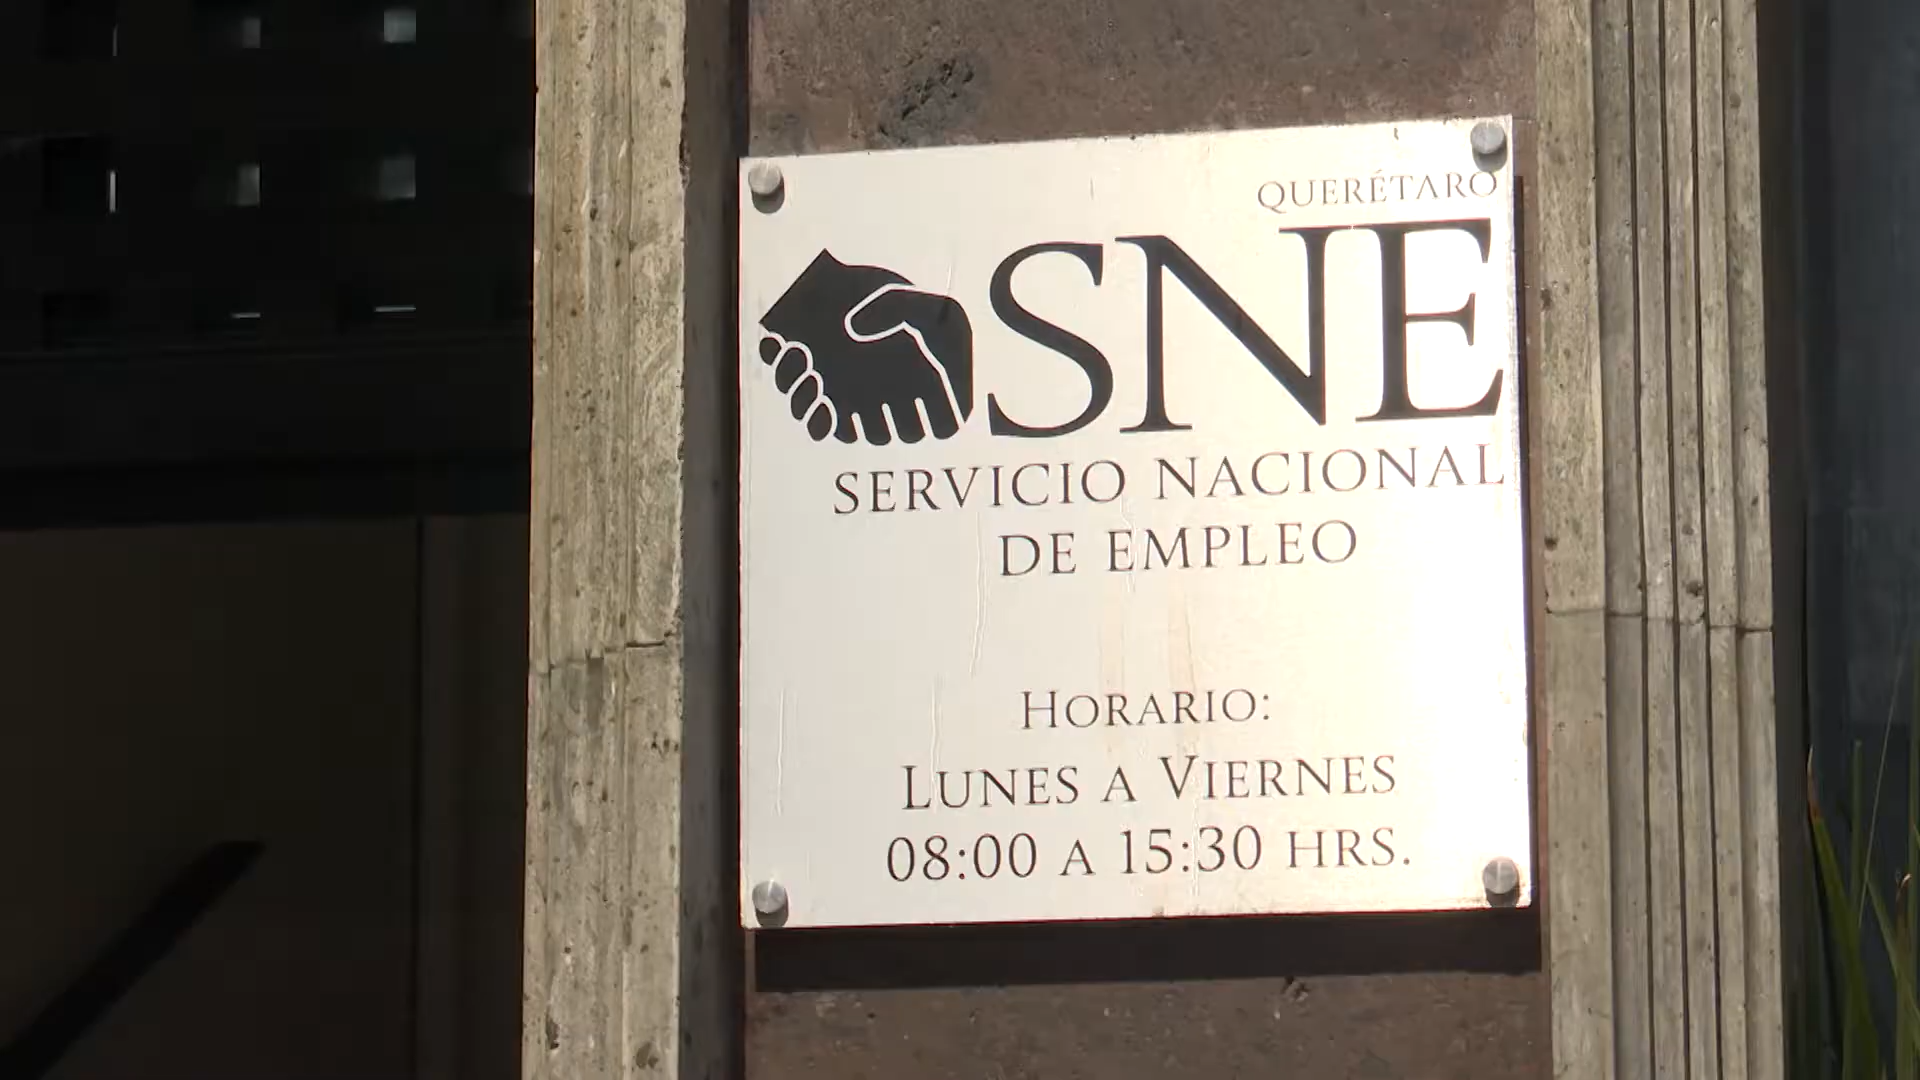 QUERÉTARO
SNE
SERVICIO NACIONAL
DE EMPLEO
HORARIO:
LUNES A VIERNES
08:00 A 15:30 HRS.